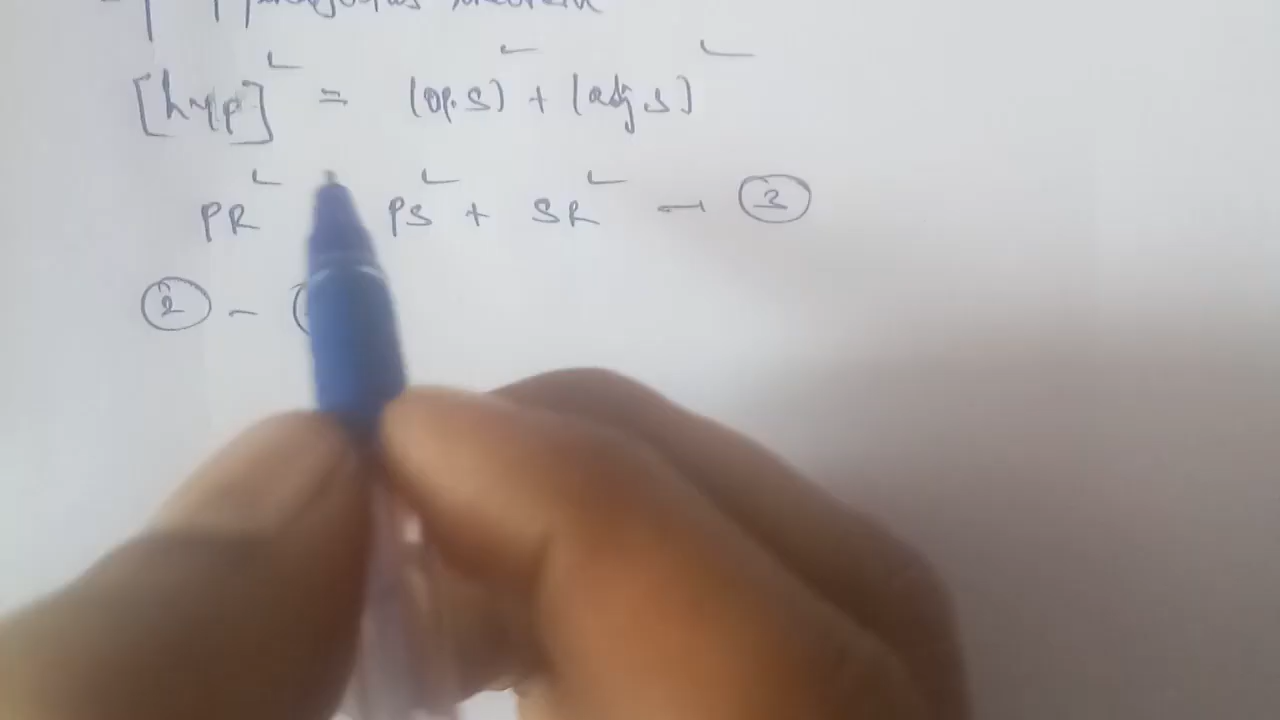 [hyp]² = (op.s)² + (adj s)²
PR² PS² + SR² — ③
② - (